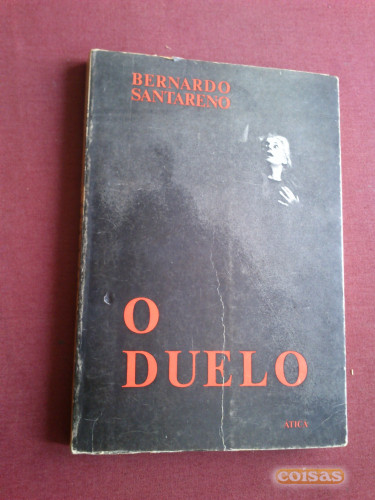 BERNARDO
SANTARENO
O
DUELO
ATICA
coisas